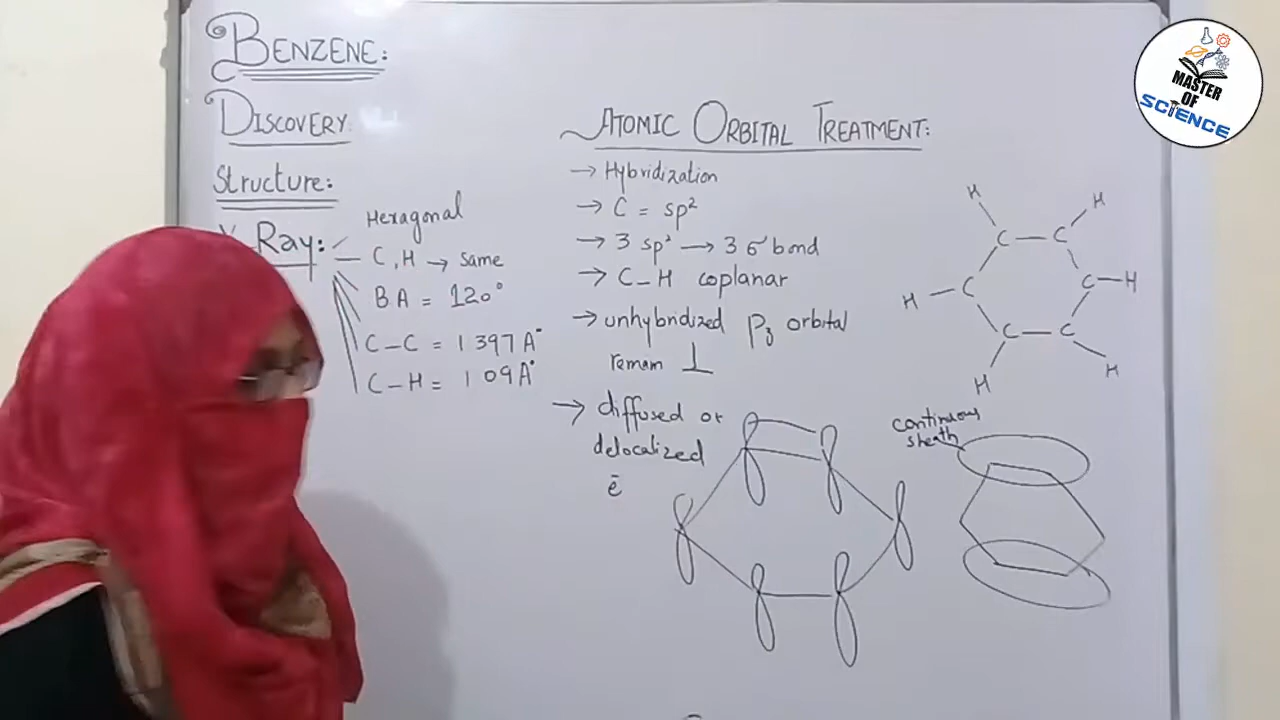 BENZENE:
DISCOVERY:
Structure:
Ray:
Hexagonal
C, H → same
BA = 120°
C–C = 1 397 A°
C–H = 1 09 A°
ATOMIC ORBITAL TREATMENT:
→ Hybridization
→ C = sp²
→ 3 sp² → 3 σ bond
→ C–H coplanar
→ unhybridized Pz orbital
remain ⊥
→ diffused or
delocalized
ē
H H
C – C
H – C C – H
C – C
H H
continuous
sheath
MASTER
OF
SCIENCE